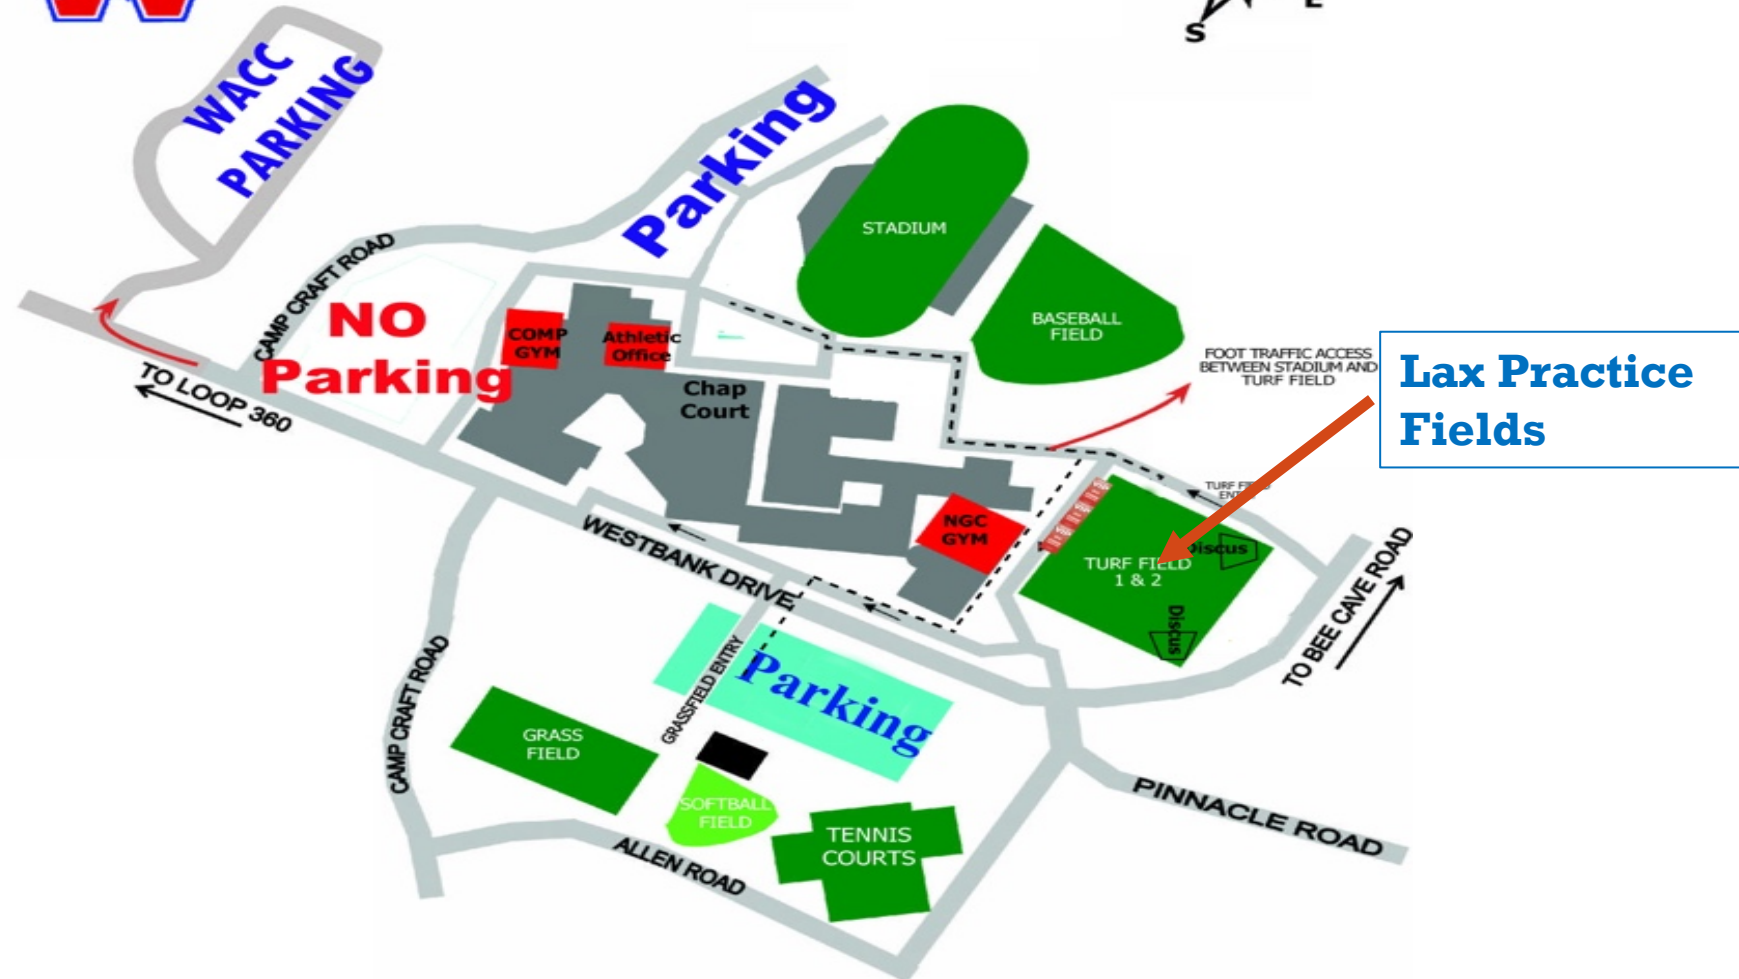 W
S
E
WACC
PARKING
Parking
STADIUM
CAMP CRAFT ROAD
NO
Parking
COMP
GYM
Athletic
Office
Chap
Court
BASEBALL
FIELD
FOOT TRAFFIC ACCESS
BETWEEN STADIUM AND
TURF FIELD
Lax Practice
Fields
TO LOOP 360
TURF FIELD
NGC
GYM
TURF FIELD
1 & 2
Discus
Discus
WESTBANK DRIVE
TO BEE CAVE ROAD
GRASSFIELD ENTRY
Parking
CAMP CRAFT ROAD
GRASS
FIELD
SOFTBALL
FIELD
TENNIS
COURTS
PINNACLE ROAD
ALLEN ROAD